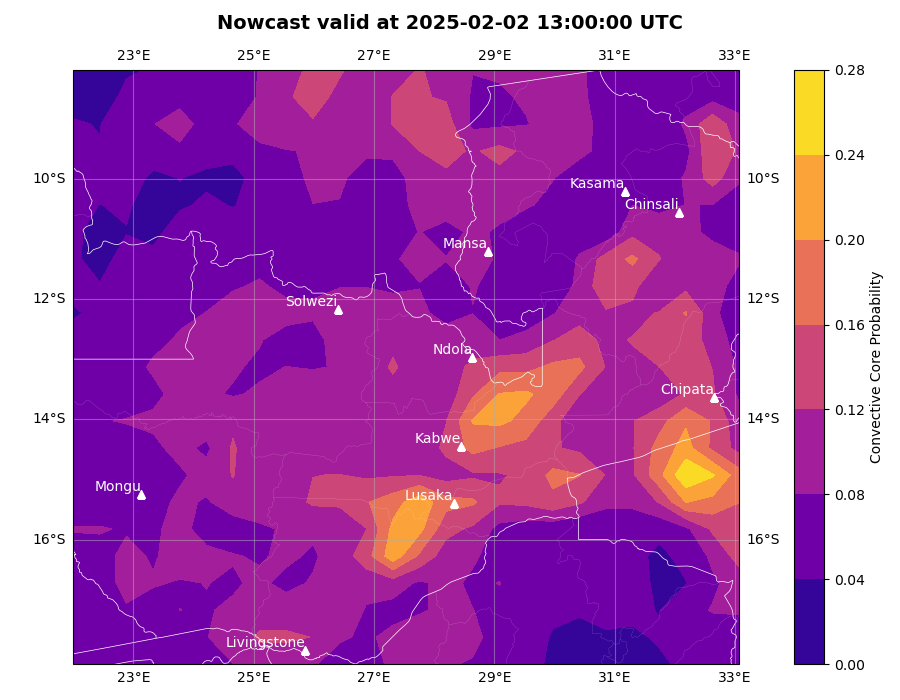 Nowcast valid at 2025-02-02 13:00:00 UTC
23°E 25°E 27°E 29°E 31°E 33°E
0.28
0.24
10°S 10°S
Kasama
Chinsali
0.20
Mansa
12°S 12°S
Solwezi
0.16
Ndola
Chipata
0.12
14°S 14°S
Kabwe
Mongu
Lusaka
0.08
16°S 16°S
0.04
Livingstone
0.00
23°E 25°E 27°E 29°E 31°E 33°E
Convective Core Probability